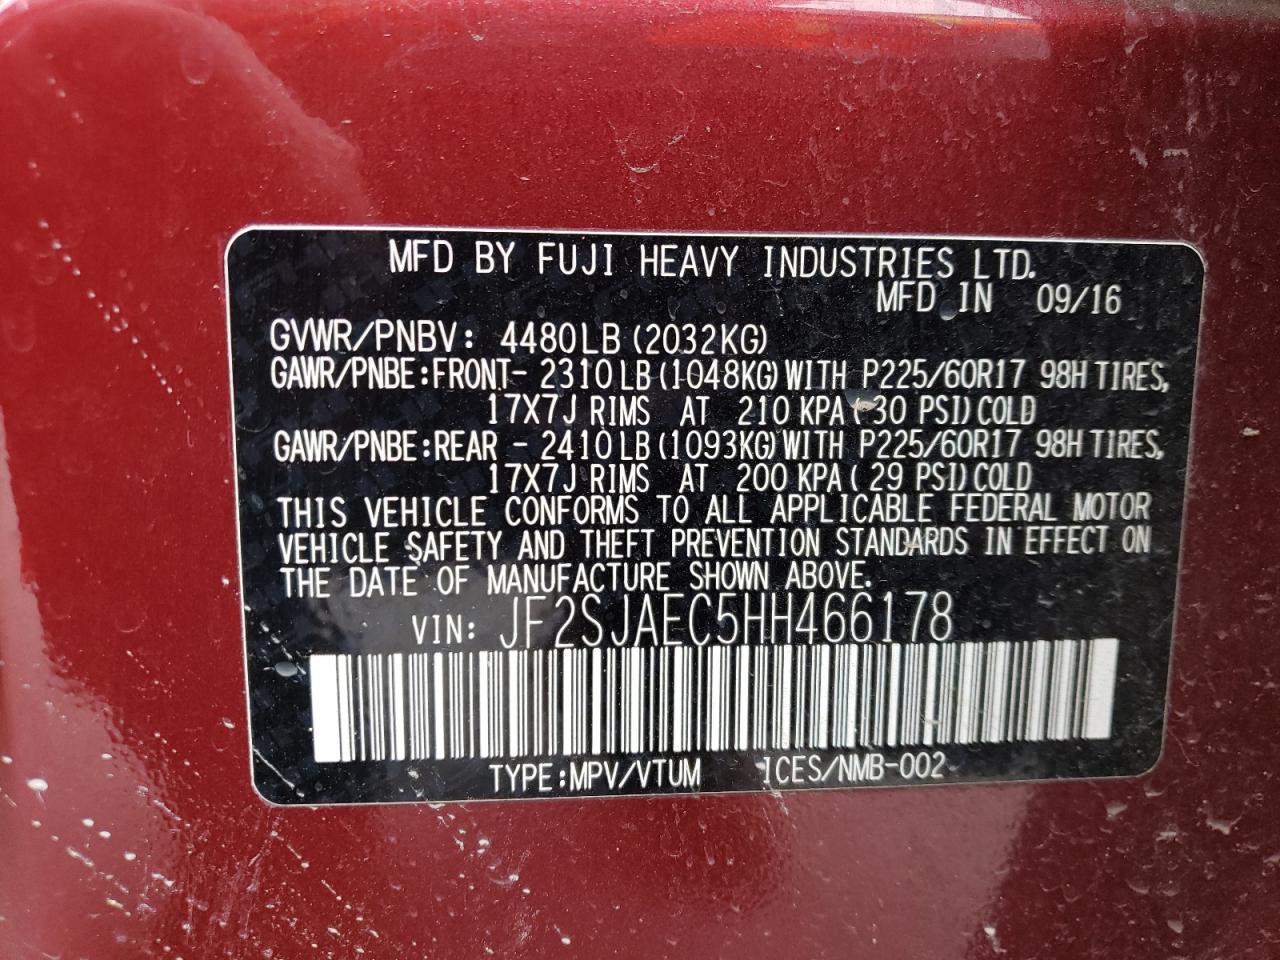 MFD BY FUJI HEAVY INDUSTRIES LTD.
MFD IN 09/16
GVWR/PNBV: 4480LB (2032KG)
GAWR/PNBE:FRONT- 2310LB (1048KG) WITH P225/60R17 98H TIRES,
17X7J RIMS AT 210 KPA ( 30 PSI) COLD
GAWR/PNBE:REAR - 2410LB (1093KG) WITH P225/60R17 98H TIRES,
17X7J RIMS AT 200 KPA ( 29 PSI) COLD
THIS VEHICLE CONFORMS TO ALL APPLICABLE FEDERAL MOTOR
VEHICLE SAFETY AND THEFT PREVENTION STANDARDS IN EFFECT ON
THE DATE OF MANUFACTURE SHOWN ABOVE.
VIN: JF2SJAEC5HH466178
TYPE:MPV/VTUM ICES/NMB-002